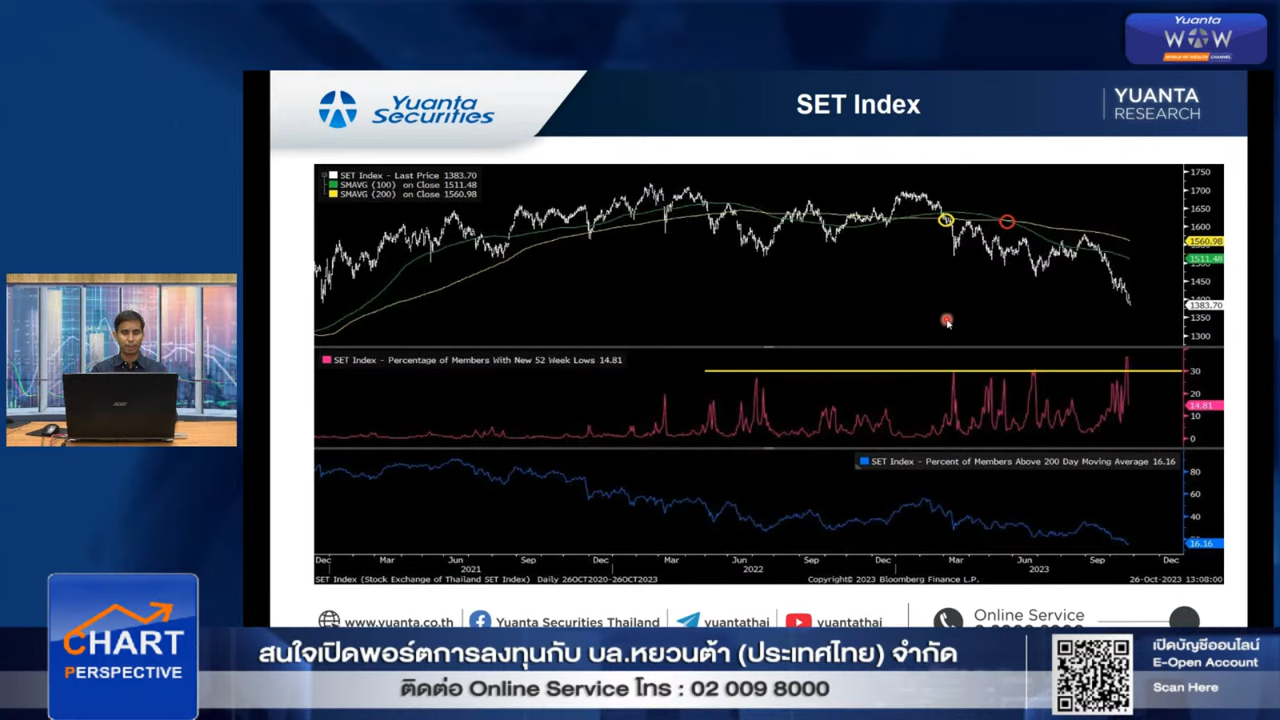 Yuanta
WOW
WORLD OF WEALTH CHANNEL
Yuanta
Securities
SET Index
YUANTA
RESEARCH
SET Index - Last Price 1383.70
SMAVG (100) on Close 1511.48
SMAVG (200) on Close 1560.98
1750
1700
1650
1600
1560.98
1511.48
1500
1450
1400
1383.70
1350
1300
SET Index - Percentage of Members With New 52 Week Lows 14.81
30
20
14.81
10
0
SET Index - Percent of Members Above 200 Day Moving Average 16.16
80
60
40
16.16
Dec Mar Jun Sep Dec Mar Jun Sep Dec Mar Jun Sep Dec
2021 2022 2023
SET Index (Stock Exchange of Thailand SET Index) Daily 26OCT2020-26OCT2023 Copyright© 2023 Bloomberg Finance L.P. 26-Oct-2023 13:08:00
acer
www.yuanta.co.th Yuanta Securities Thailand yuantathai yuantathai
Online Service
CHART
PERSPECTIVE
สนใจเปิดพอร์ตการลงทุนกับ บล.หยวนต้า (ประเทศไทย) จำกัด
ติดต่อ Online Service โทร : 02 009 8000
เปิดบัญชีออนไลน์
E-Open Account
Scan Here